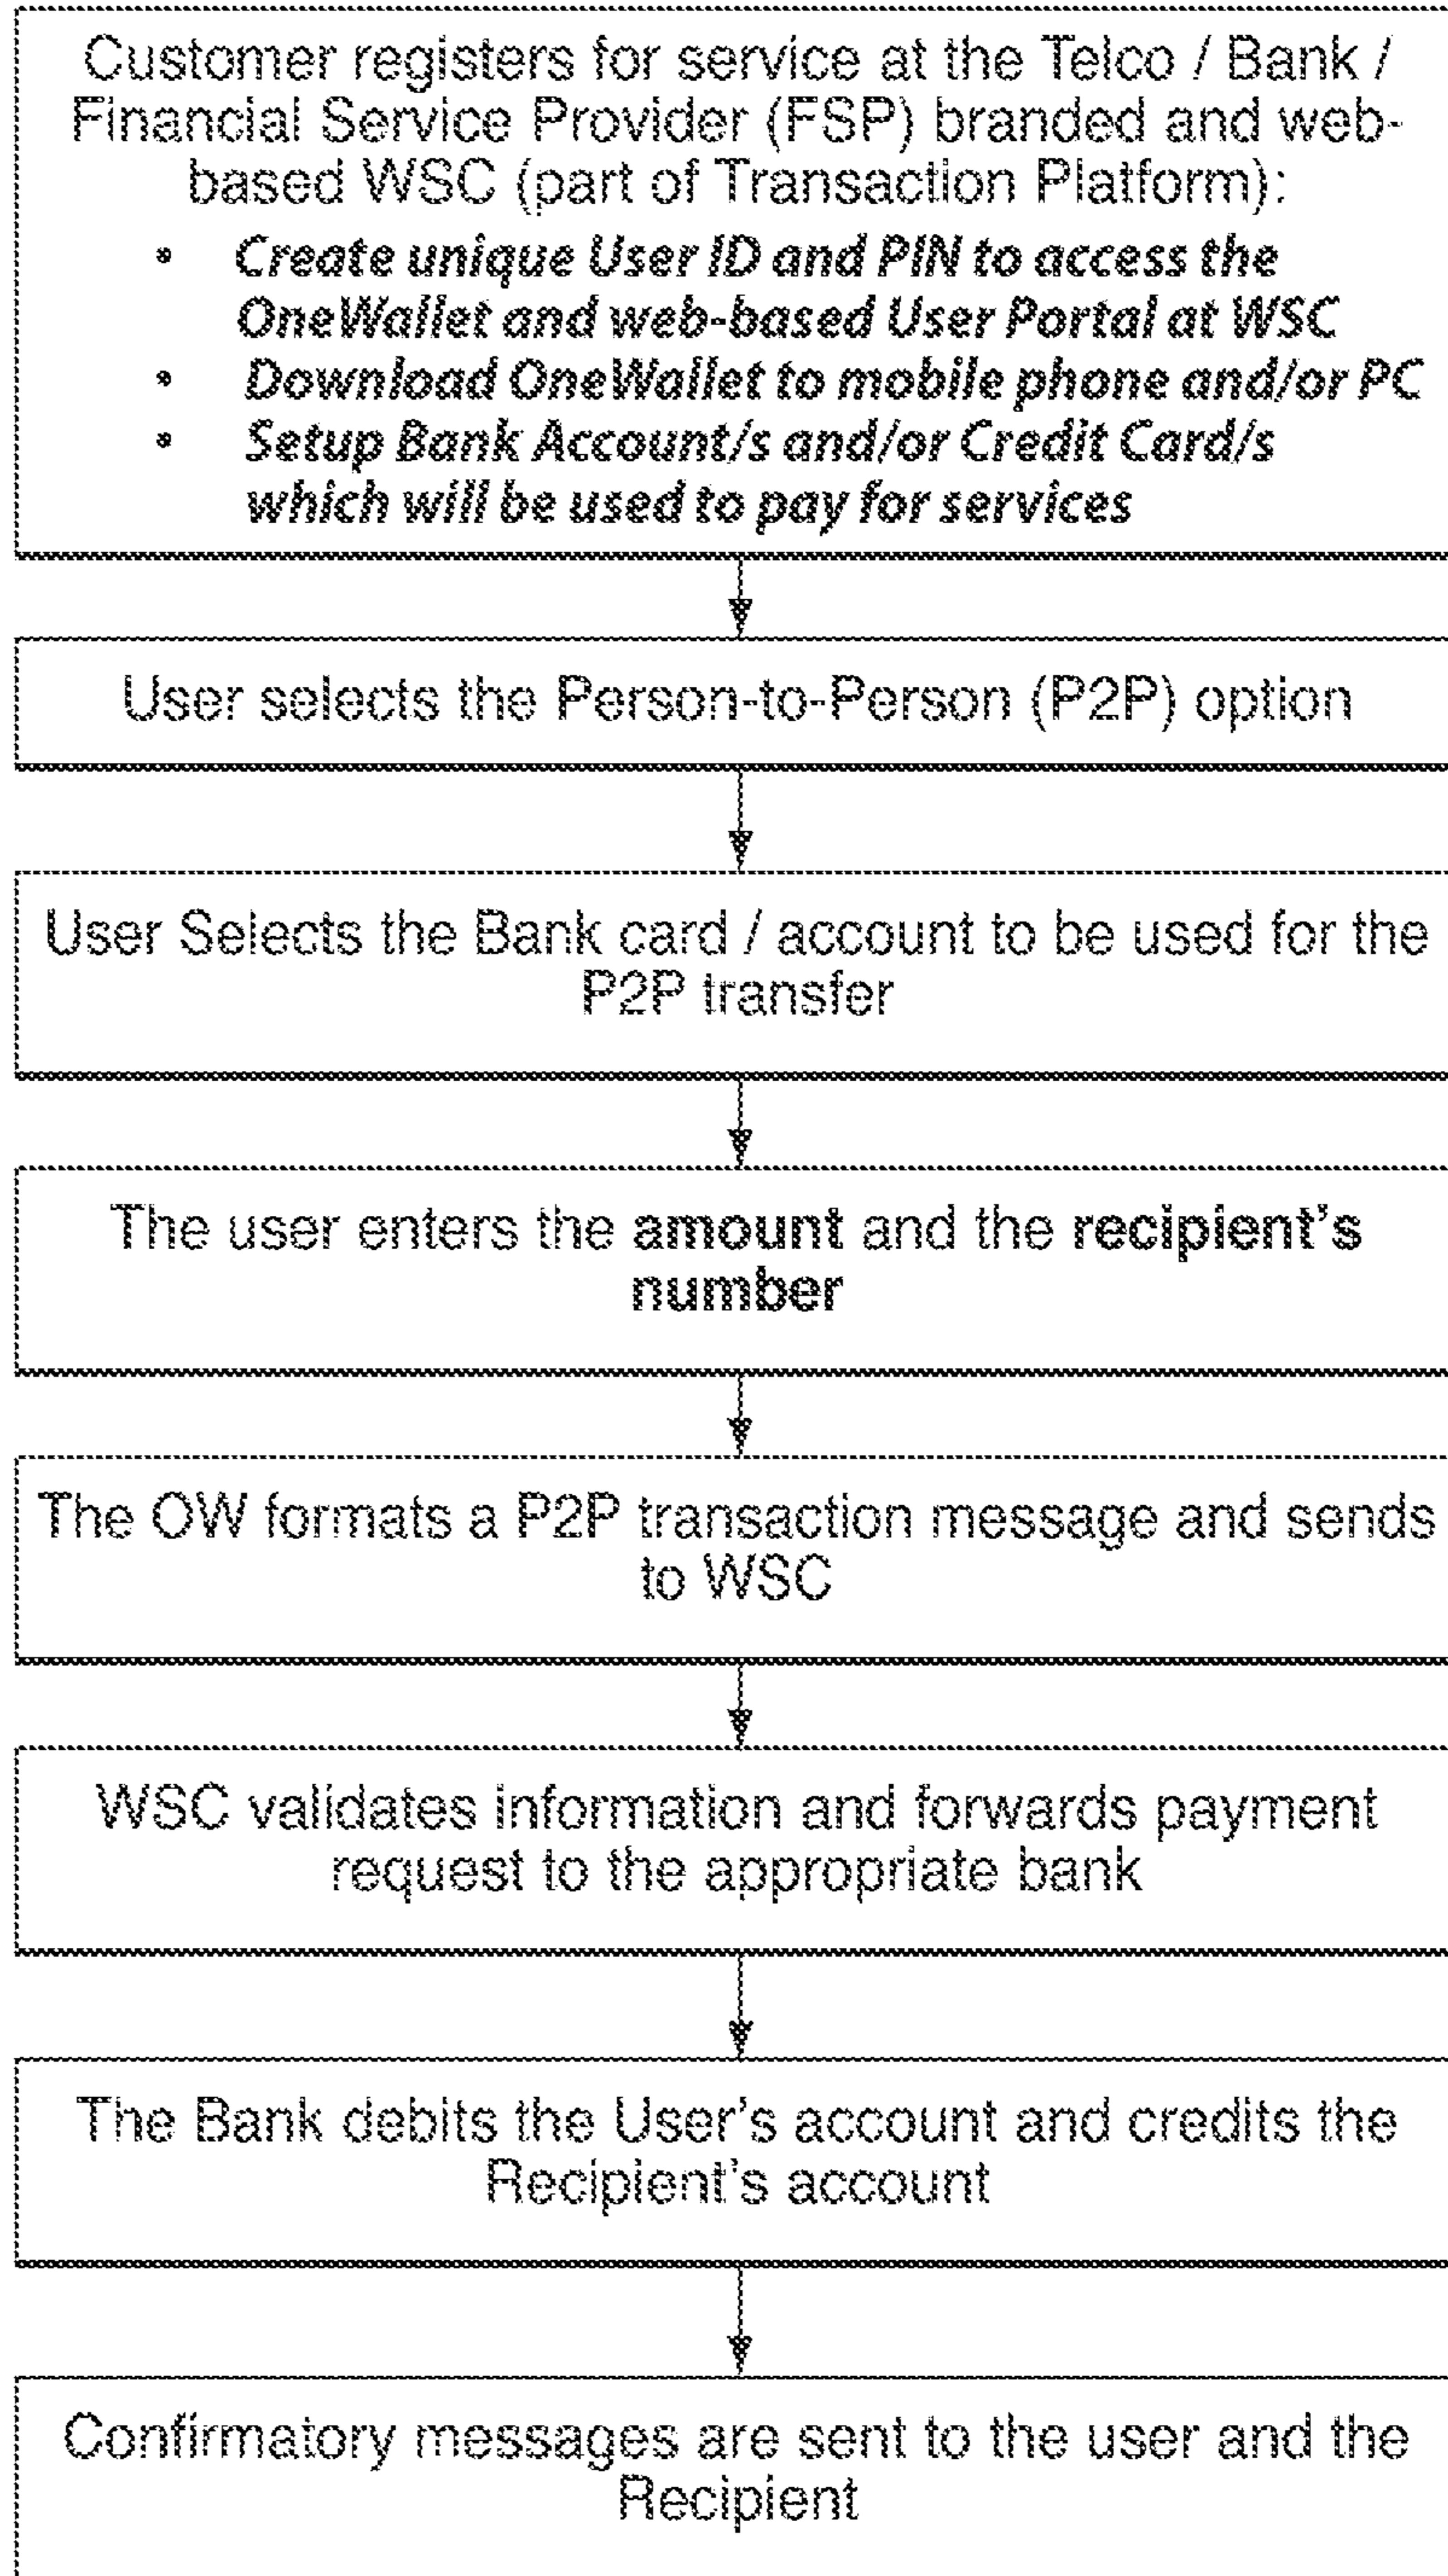 Customer registers for service at the Telco / Bank /
Financial Service Provider (FSP) branded and web-
based WSC (part of Transaction Platform):
• Create unique User ID and PIN to access the
OneWallet and web-based User Portal at WSC
• Download OneWallet to mobile phone and/or PC
• Setup Bank Account/s and/or Credit Card/s
which will be used to pay for services
User selects the Person-to-Person (P2P) option
User Selects the Bank card / account to be used for the
P2P transfer
The user enters the amount and the recipient's
number
The OW formats a P2P transaction message and sends
to WSC
WSC validates information and forwards payment
request to the appropriate bank
The Bank debits the User's account and credits the
Recipient's account
Confirmatory messages are sent to the user and the
Recipient